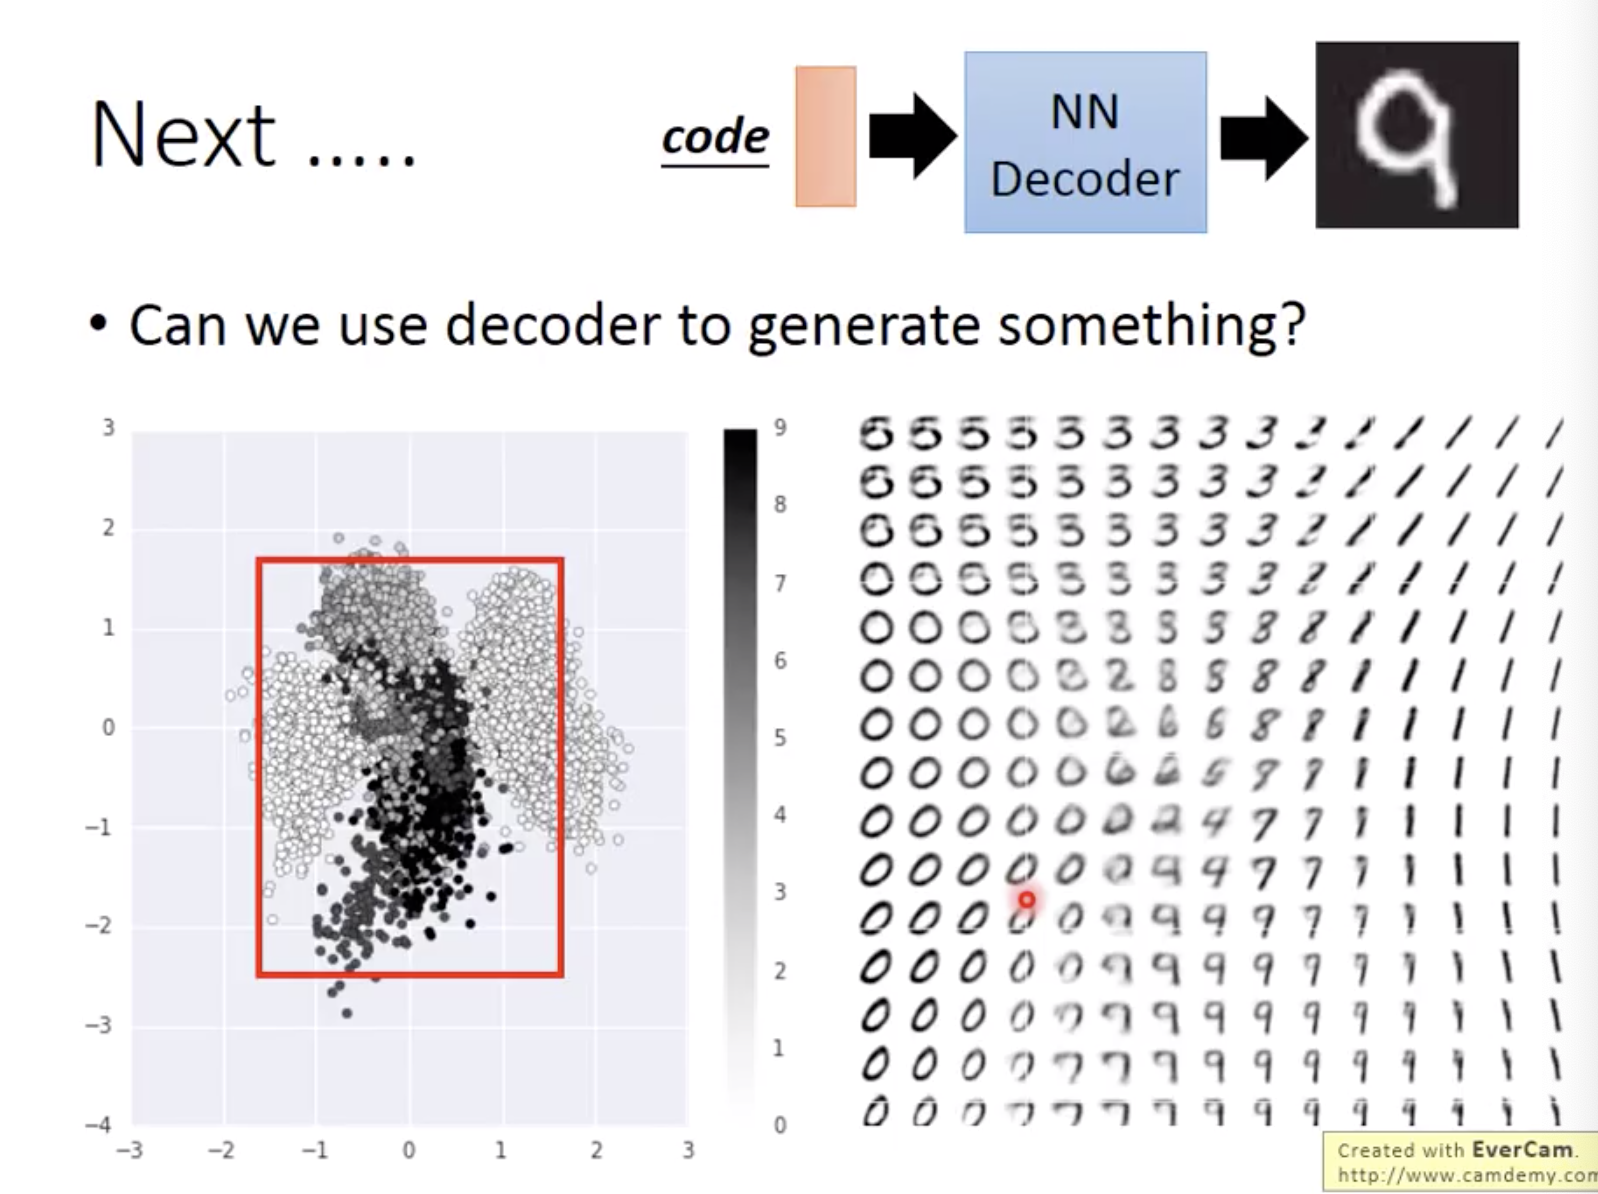 Next .....
code
NN
Decoder
• Can we use decoder to generate something?
3
2
1
0
−1
−2
−3
−4
−3 −2 −1 0 1 2 3
9
8
7
6
5
4
3
2
1
0
Created with EverCam.
http://www.camdemy.com